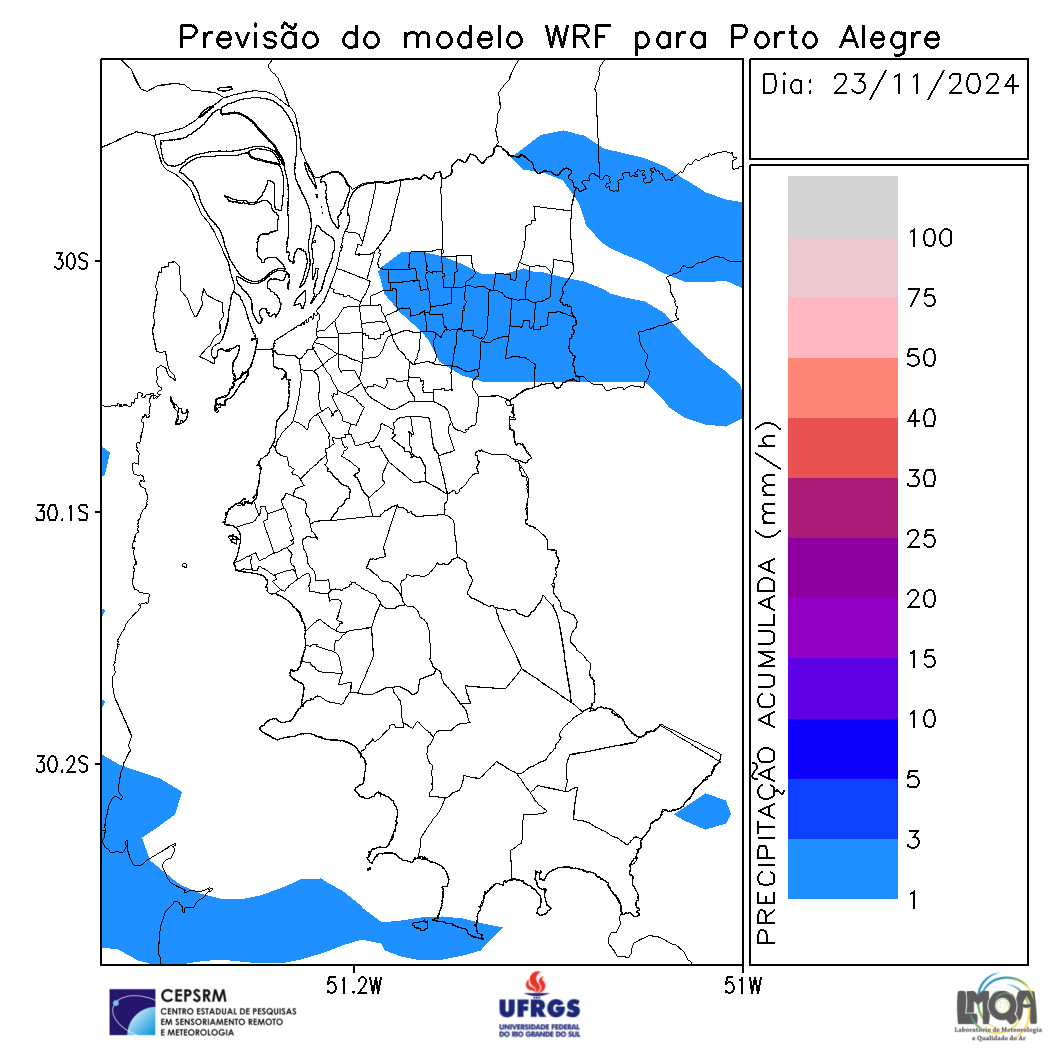 Previsão do modelo WRF para Porto Alegre
Dia: 23/11/2024
30S
30.1S
30.2S
51.2W
51W
PRECIPITAÇÃO ACUMULADA (mm/h)
100
75
50
40
30
25
20
15
10
5
3
1
CEPSRM
CENTRO ESTADUAL DE PESQUISAS
EM SENSORIAMENTO REMOTO
E METEOROLOGIA
UFRGS
UNIVERSIDADE FEDERAL
DO RIO GRANDE DO SUL
LMQA
Laboratório de Meteorologia
e Qualidade do Ar